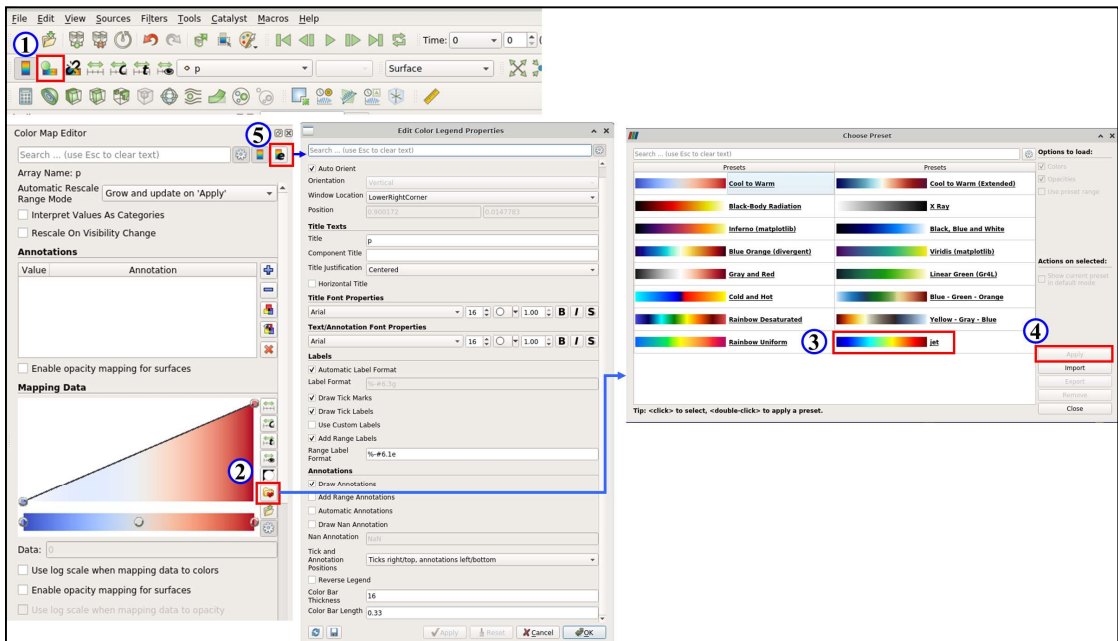 File Edit View Sources Filters Tools Catalyst Macros Help
1
Time: 0 0
p Surface
Color Map Editor
5
Search ... (use Esc to clear text)
Array Name: p
Automatic Rescale Range Mode Grow and update on 'Apply'
Interpret Values As Categories
Rescale On Visibility Change
Annotations
Value Annotation
Enable opacity mapping for surfaces
Mapping Data
2
Data: 0
Use log scale when mapping data to colors
Enable opacity mapping for surfaces
Use log scale when mapping data to opacity
Edit Color Legend Properties
Search ... (use Esc to clear text)
Auto Orient
Orientation Vertical
Window Location LowerRightCorner
Position 0.900172 0.0147783
Title Texts
Title p
Component Title
Title Justification Centered
Horizontal Title
Title Font Properties
Arial 16 1.00 B I S
Text/Annotation Font Properties
Arial 16 1.00 B I S
Labels
Automatic Label Format
Label Format %-#6.3g
Draw Tick Marks
Draw Tick Labels
Use Custom Labels
Add Range Labels
Range Label Format %-#6.1e
Annotations
Draw Annotations
Add Range Annotations
Automatic Annotations
Draw Nan Annotation
Nan Annotation NaN
Tick and Annotation Positions Ticks right/top, annotations left/bottom
Reverse Legend
Color Bar Thickness 16
Color Bar Length 0.33
Apply Reset Cancel OK
Choose Preset
Search ... (use Esc to clear text)
Presets Presets
Cool to Warm Cool to Warm (Extended)
Black-Body Radiation X Ray
Inferno (matplotlib) Black, Blue and White
Blue Orange (divergent) Viridis (matplotlib)
Gray and Red Linear Green (Gr4L)
Cold and Hot Blue - Green - Orange
Rainbow Desaturated Yellow - Gray - Blue
Rainbow Uniform 3 jet
Tip: <click> to select, <double-click> to apply a preset.
Options to load:
Colors
Opacities
Use preset range
Actions on selected:
Show current preset
in default mode
4
Apply
Import
Export
Remove
Close